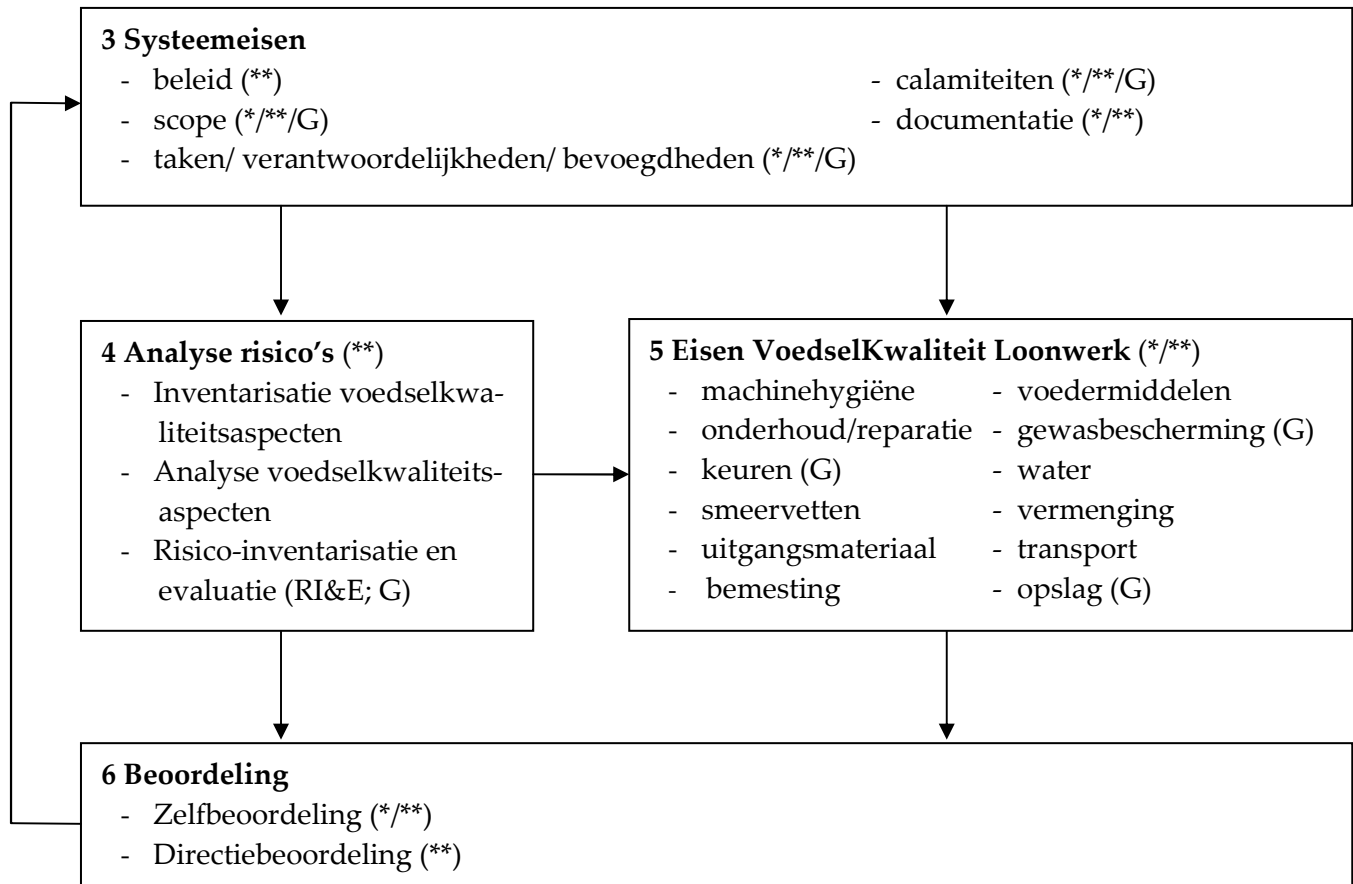 3 Systeemeisen
- beleid (**)
- scope (*/**/G)
- taken/ verantwoordelijkheden/ bevoegdheden (*/**/G)
- calamiteiten (*/**/G)
- documentatie (*/**)
4 Analyse risico’s (**)
- Inventarisatie voedselkwa-
liteitsaspecten
- Analyse voedselkwaliteits-
aspecten
- Risico-inventarisatie en
evaluatie (RI&E; G)
5 Eisen VoedselKwaliteit Loonwerk (*/**)
- machinehygiëne
- onderhoud/reparatie
- keuren (G)
- smeervetten
- uitgangsmateriaal
- bemesting
- voedermiddelen
- gewasbescherming (G)
- water
- vermenging
- transport
- opslag (G)
6 Beoordeling
- Zelfbeoordeling (*/**)
- Directiebeoordeling (**)